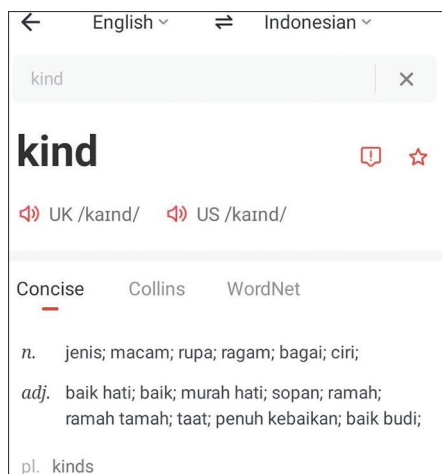 English Indonesian
kind
kind
UK /kaɪnd/ US /kaɪnd/
Concise Collins WordNet
n. jenis; macam; rupa; ragam; bagai; ciri;
adj. baik hati; baik; murah hati; sopan; ramah;
ramah tamah; taat; penuh kebaikan; baik budi;
pl. kinds